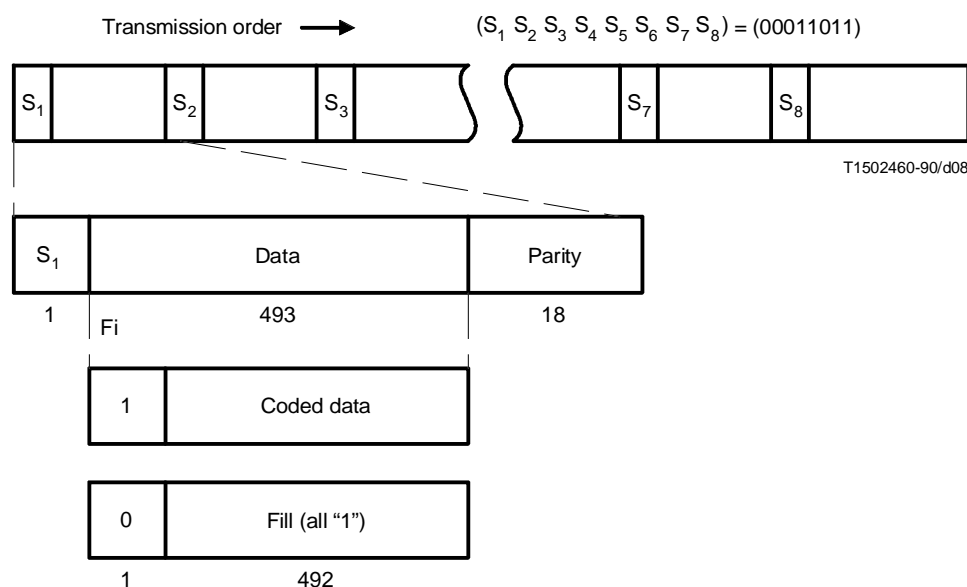 Transmission order (S1 S2 S3 S4 S5 S6 S7 S8) = (00011011)
S1 S2 S3 S7 S8
T1502460-90/d08
S1 Data Parity
1 493 18
Fi
1 Coded data
0 Fill (all “1”)
1 492